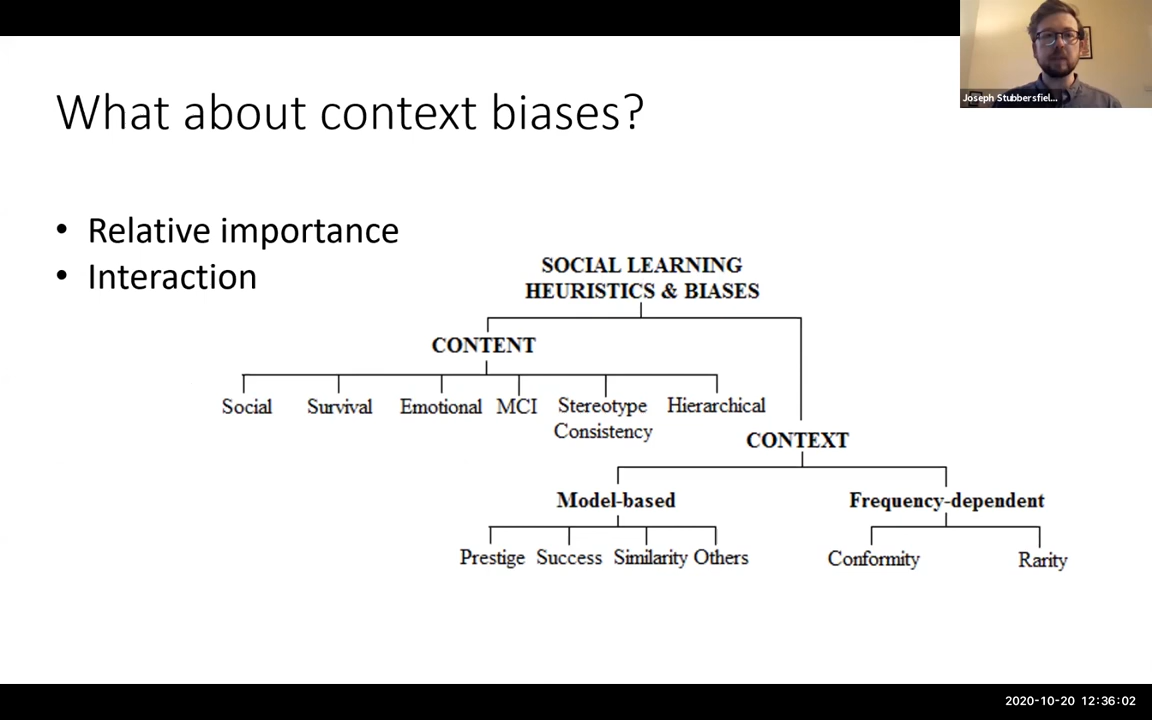 Joseph Stubbersfiel...
What about context biases?
• Relative importance
• Interaction
SOCIAL LEARNING
HEURISTICS & BIASES
CONTENT
Social Survival Emotional MCI Stereotype Hierarchical
Consistency
CONTEXT
Model-based Frequency-dependent
Prestige Success Similarity Others Conformity Rarity
2020-10-20 12:36:02